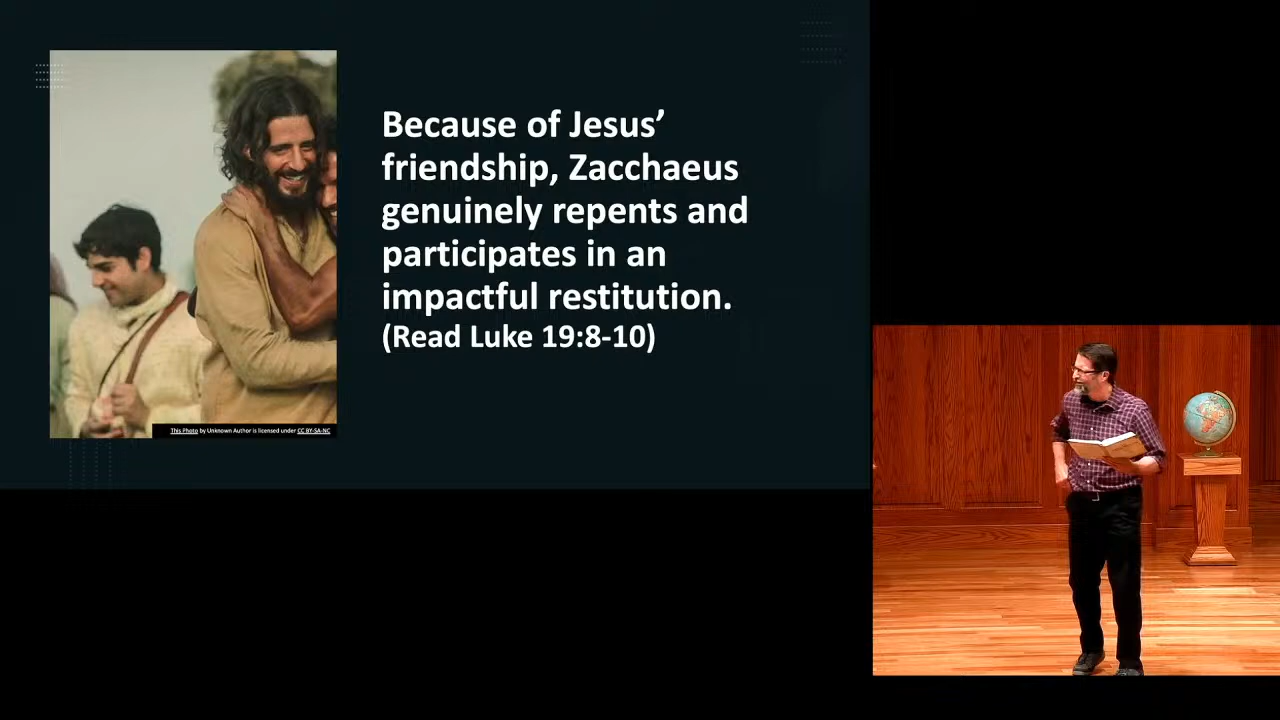 Because of Jesus’
friendship, Zacchaeus
genuinely repents and
participates in an
impactful restitution.
(Read Luke 19:8-10)
This Photo by Unknown Author is licensed under CC BY-SA-NC